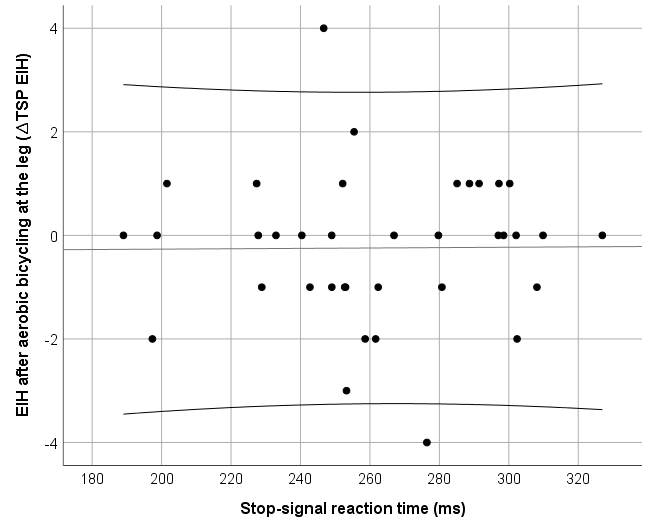 EIH after aerobic bicycling at the leg (△TSP EIH)
4
2
0
-2
-4
180 200 220 240 260 280 300 320
Stop-signal reaction time (ms)